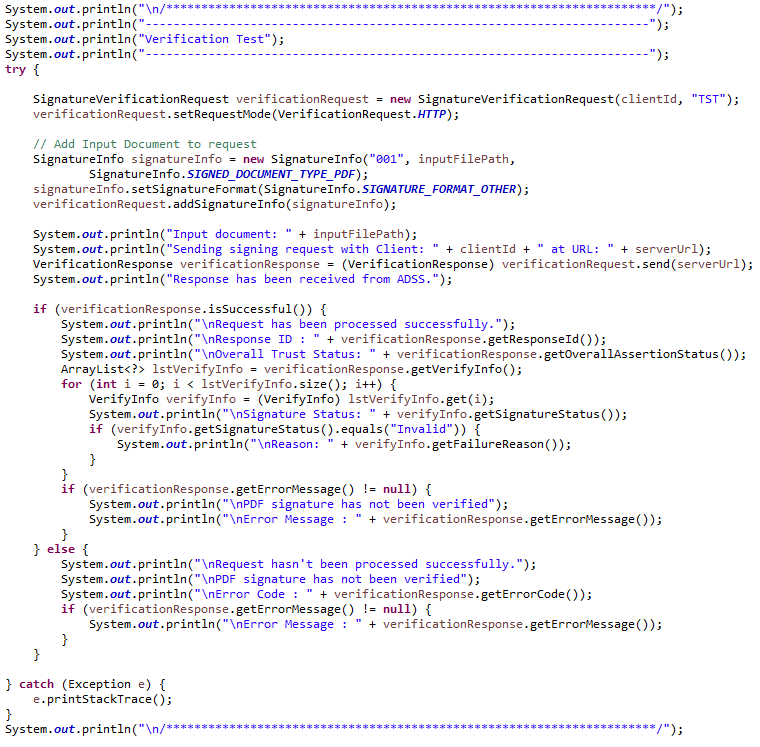 System.out.println("\n/**********************************************************************/");
System.out.println("------------------------------------------------------------------------");
System.out.println("Verification Test");
System.out.println("------------------------------------------------------------------------");
try {
SignatureVerificationRequest verificationRequest = new SignatureVerificationRequest(clientId, "TST");
verificationRequest.setRequestMode(VerificationRequest.HTTP);
// Add Input Document to request
SignatureInfo signatureInfo = new SignatureInfo("001", inputFilePath,
SignatureInfo.SIGNED_DOCUMENT_TYPE_PDF);
signatureInfo.setSignatureFormat(SignatureInfo.SIGNATURE_FORMAT_OTHER);
verificationRequest.addSignatureInfo(signatureInfo);
System.out.println("Input document: " + inputFilePath);
System.out.println("Sending signing request with Client: " + clientId + " at URL: " + serverUrl);
VerificationResponse verificationResponse = (VerificationResponse) verificationRequest.send(serverUrl);
System.out.println("Response has been received from ADSS.");
if (verificationResponse.isSuccessful()) {
System.out.println("\nRequest has been processed successfully.");
System.out.println("\nResponse ID : " + verificationResponse.getResponseId());
System.out.println("\nOverall Trust Status: " + verificationResponse.getOverallAssertionStatus());
ArrayList<?> lstVerifyInfo = verificationResponse.getVerifyInfo();
for (int i = 0; i < lstVerifyInfo.size(); i++) {
VerifyInfo verifyInfo = (VerifyInfo) lstVerifyInfo.get(i);
System.out.println("\nSignature Status: " + verifyInfo.getSignatureStatus());
if (verifyInfo.getSignatureStatus().equals("Invalid")) {
System.out.println("\nReason: " + verifyInfo.getFailureReason());
}
}
if (verificationResponse.getErrorMessage() != null) {
System.out.println("\nPDF signature has not been verified");
System.out.println("\nError Message : " + verificationResponse.getErrorMessage());
}
} else {
System.out.println("\nRequest hasn't been processed successfully.");
System.out.println("\nPDF signature has not been verified");
System.out.println("\nError Code : " + verificationResponse.getErrorCode());
if (verificationResponse.getErrorMessage() != null) {
System.out.println("\nError Message : " + verificationResponse.getErrorMessage());
}
}
} catch (Exception e) {
e.printStackTrace();
}
System.out.println("\n/**********************************************************************/");